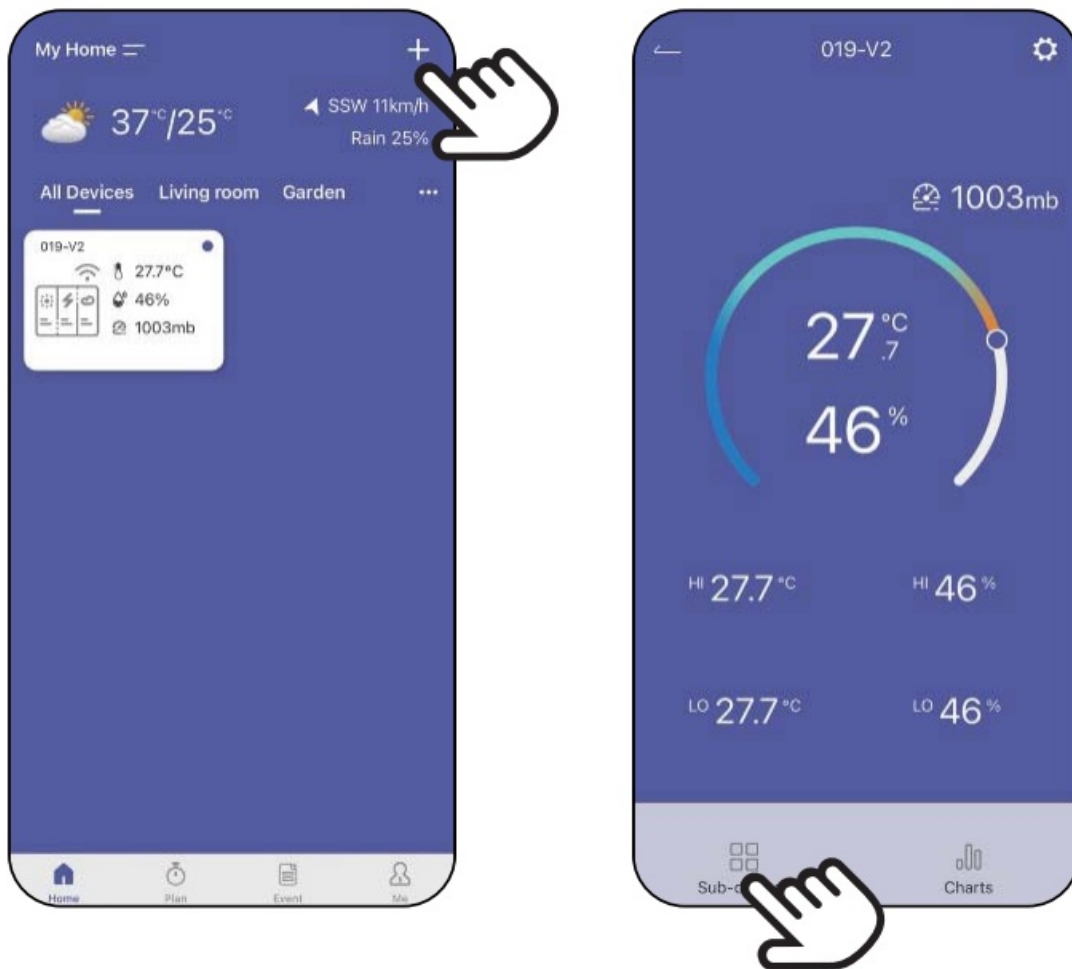 My Home
+
37°C/25°C
SSW 11km/h
Rain 25%
All Devices Living room Garden ...
019-V2
27.7°C
46%
1003mb
Home Plan Event Me
019-V2
1003mb
27.7°C
46%
HI 27.7°C HI 46%
LO 27.7°C LO 46%
Charts